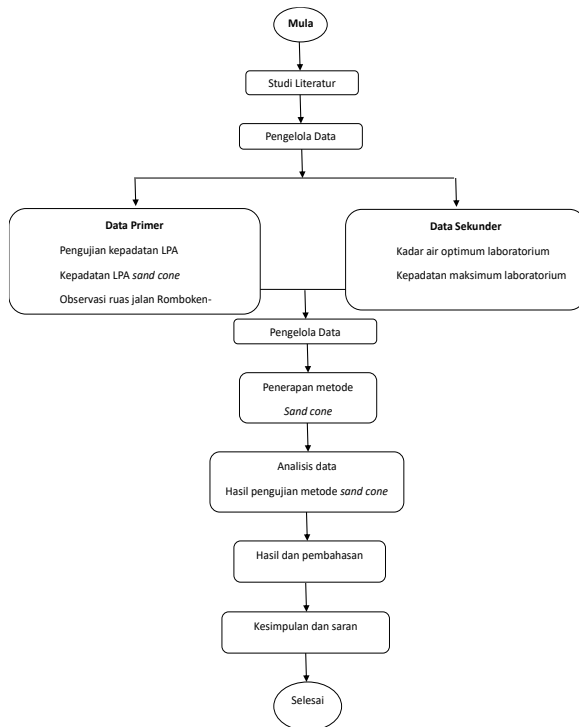 Mula
Studi Literatur
Pengelola Data
Data Primer
Pengujian kepadatan LPA
Kepadatan LPA sand cone
Observasi ruas jalan Romboken-
Data Sekunder
Kadar air optimum laboratorium
Kepadatan maksimum laboratorium
Pengelola Data
Penerapan metode
Sand cone
Analisis data
Hasil pengujian metode sand cone
Hasil dan pembahasan
Kesimpulan dan saran
Selesai